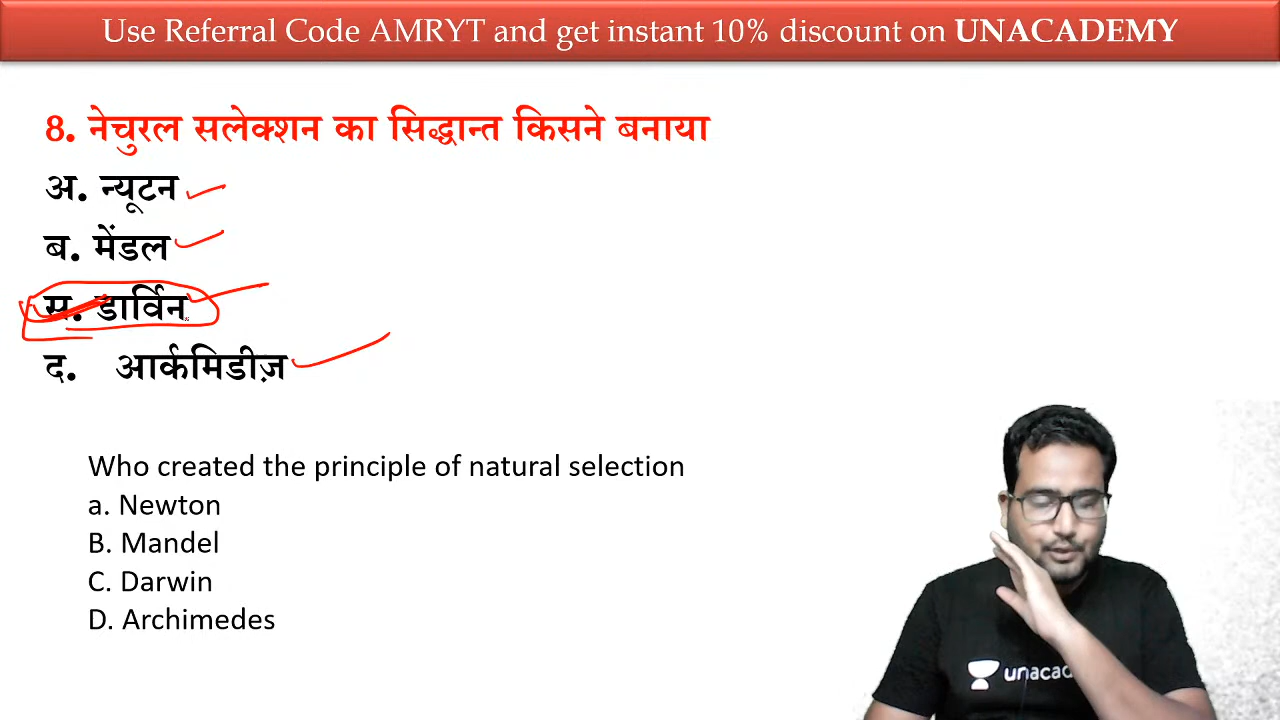 Use Referral Code AMRYT and get instant 10% discount on UNACADEMY
8. नेचुरल सलेक्शन का सिद्धान्त किसने बनाया
अ. न्यूटन
ब. मेंडल
स. डार्विन
द. आर्कमिडीज़
Who created the principle of natural selection
a. Newton
B. Mandel
C. Darwin
D. Archimedes
unacad